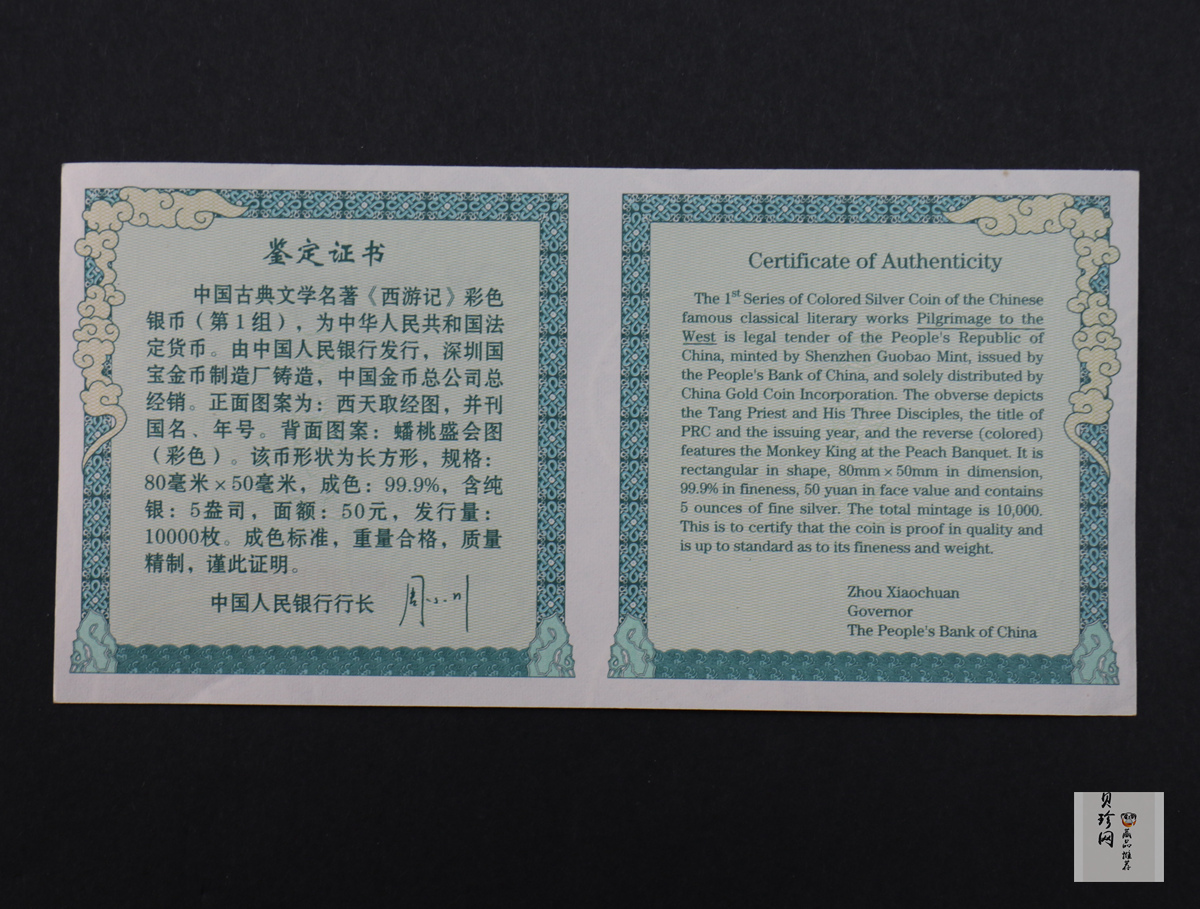 鉴定证书
中国古典文学名著《西游记》彩色
银币（第1组），为中华人民共和国法
定货币。由中国人民银行发行，深圳国
宝金币制造厂铸造，中国金币总公司总
经销。正面图案为：西天取经图，并刊
国名、年号。背面图案：蟠桃盛会图
（彩色）。该币形状为长方形，规格：
80毫米×50毫米，成色：99.9%，含纯
银：5盎司，面额：50元，发行量：
10000枚。成色标准，重量合格，质量
精制，谨此证明。
中国人民银行行长
Certificate of Authenticity
The 1st Series of Colored Silver Coin of the Chinese
famous classical literary works Pilgrimage to the
West is legal tender of the People's Republic of
China, minted by Shenzhen Guobao Mint, issued by
the People's Bank of China, and solely distributed by
China Gold Coin Incorporation. The obverse depicts
the Tang Priest and His Three Disciples, the title of
PRC and the issuing year, and the reverse (colored)
features the Monkey King at the Peach Banquet. It is
rectangular in shape, 80mm×50mm in dimension,
99.9% in fineness, 50 yuan in face value and contains
5 ounces of fine silver. The total mintage is 10,000.
This is to certify that the coin is proof in quality and
is up to standard as to its fineness and weight.
Zhou Xiaochuan
Governor
The People's Bank of China
贝珍网
藏品推荐